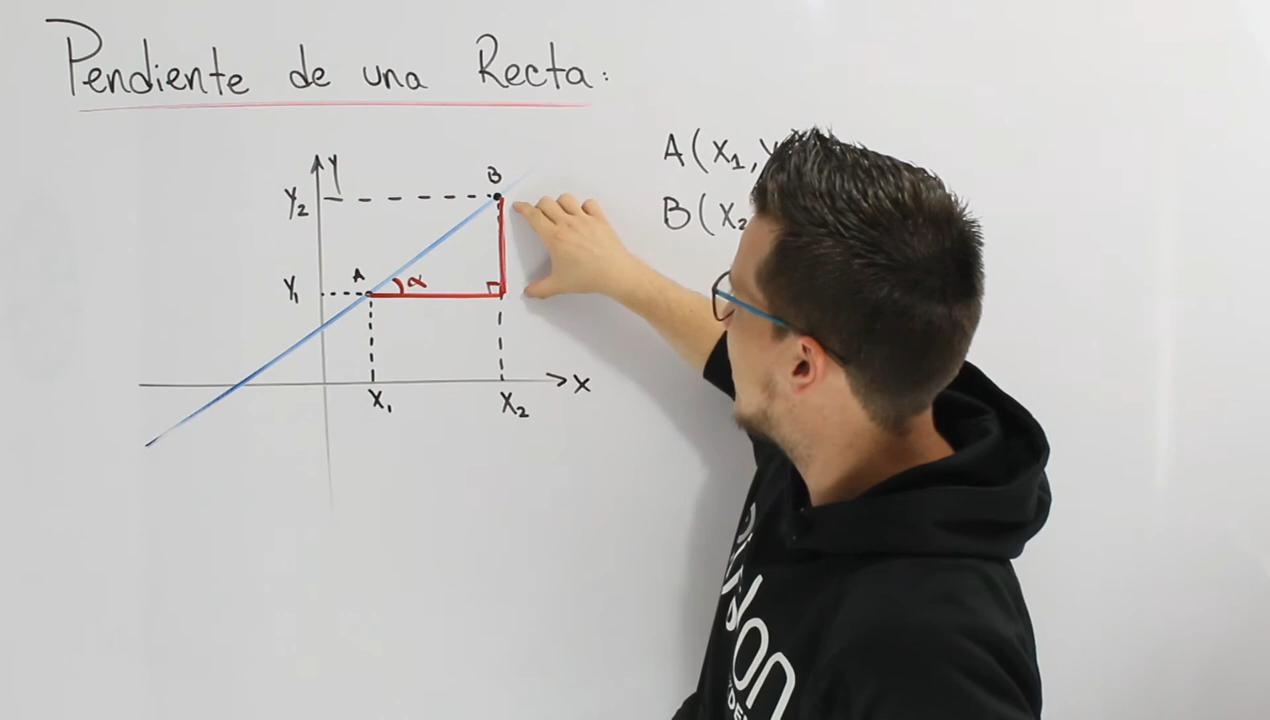 Pendiente de una Recta:
A(X₁,Y
B(X₂
Y
B
Y₂
A
α
Y₁
X
X₁
X₂